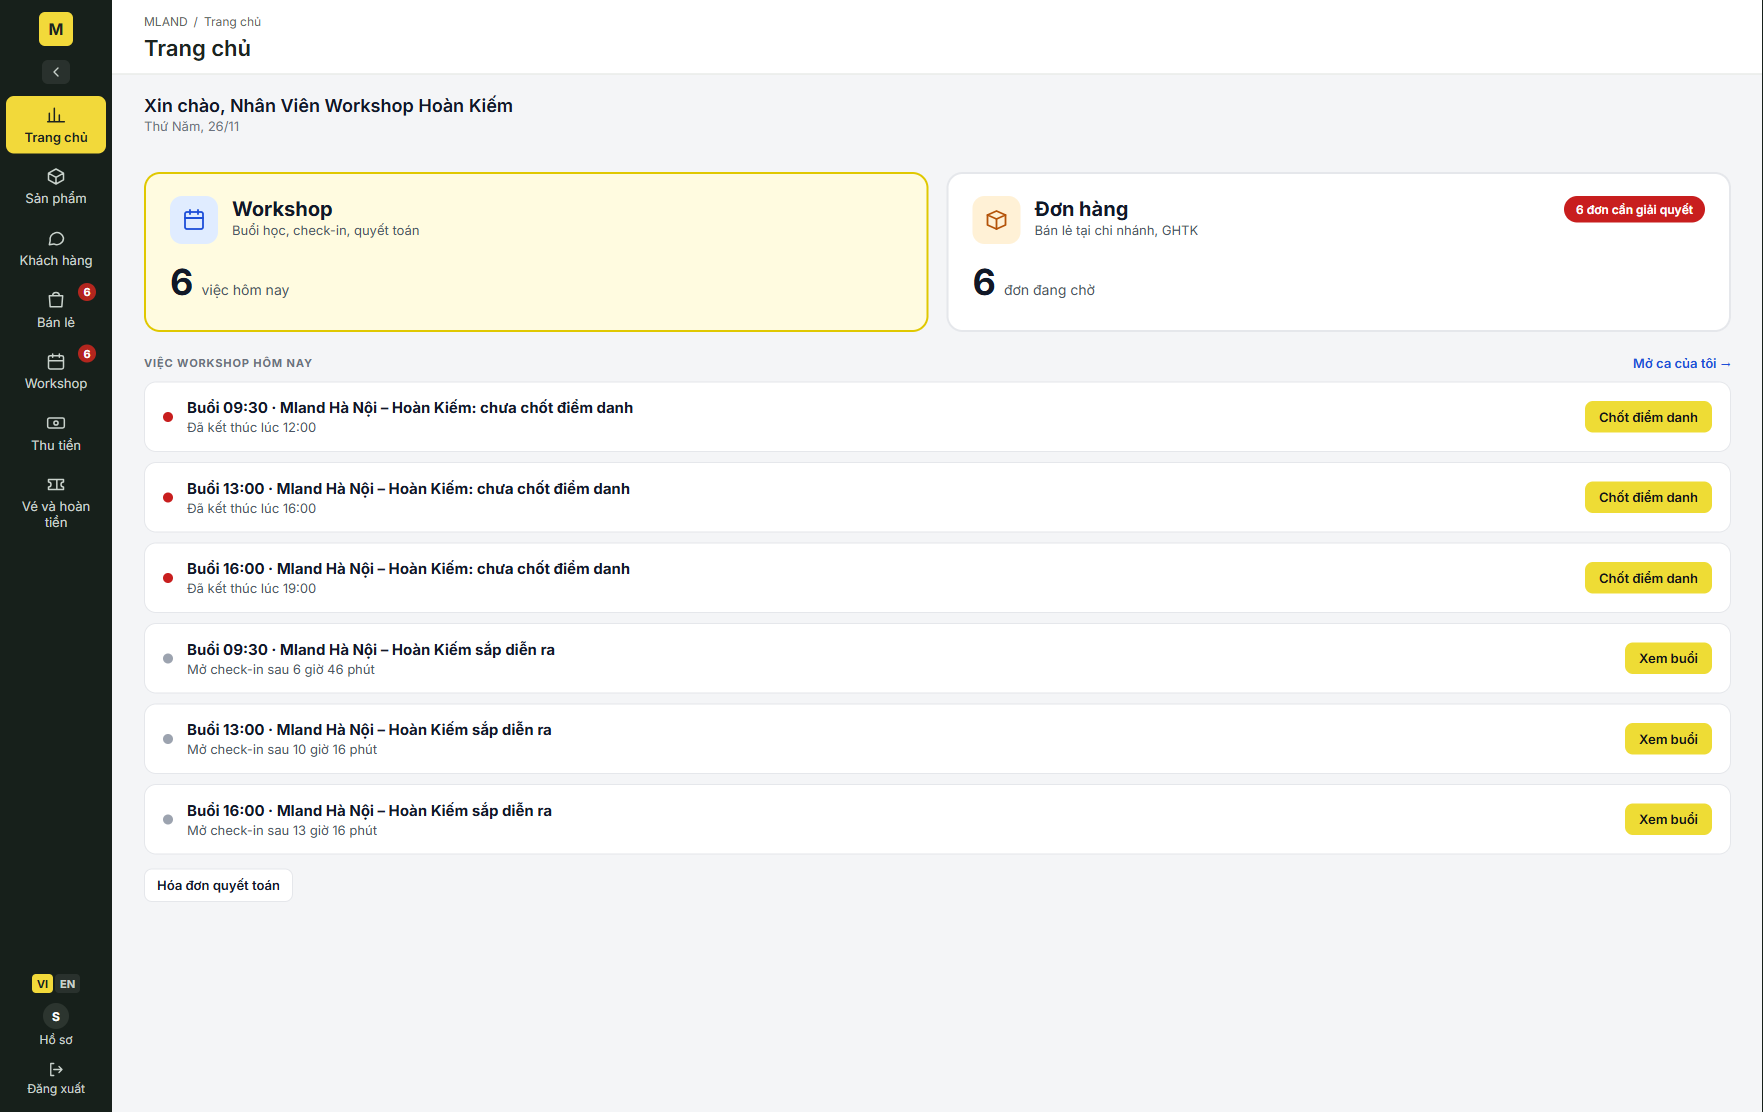 M
Trang chủ
Sản phẩm
Khách hàng
6
Bán lẻ
6
Workshop
Thu tiền
Vé và hoàn
tiền
VI EN
S
Hồ sơ
Đăng xuất
MLAND / Trang chủ
Trang chủ
Xin chào, Nhân Viên Workshop Hoàn Kiếm
Thứ Năm, 26/11
Workshop
Buổi học, check-in, quyết toán
6 việc hôm nay
Đơn hàng
Bán lẻ tại chi nhánh, GHTK
6 đơn cần giải quyết
6 đơn đang chờ
VIỆC WORKSHOP HÔM NAY
Mở ca của tôi →
Buổi 09:30 · Mland Hà Nội – Hoàn Kiếm: chưa chốt điểm danh
Đã kết thúc lúc 12:00
Chốt điểm danh
Buổi 13:00 · Mland Hà Nội – Hoàn Kiếm: chưa chốt điểm danh
Đã kết thúc lúc 16:00
Chốt điểm danh
Buổi 16:00 · Mland Hà Nội – Hoàn Kiếm: chưa chốt điểm danh
Đã kết thúc lúc 19:00
Chốt điểm danh
Buổi 09:30 · Mland Hà Nội – Hoàn Kiếm sắp diễn ra
Mở check-in sau 6 giờ 46 phút
Xem buổi
Buổi 13:00 · Mland Hà Nội – Hoàn Kiếm sắp diễn ra
Mở check-in sau 10 giờ 16 phút
Xem buổi
Buổi 16:00 · Mland Hà Nội – Hoàn Kiếm sắp diễn ra
Mở check-in sau 13 giờ 16 phút
Xem buổi
Hóa đơn quyết toán